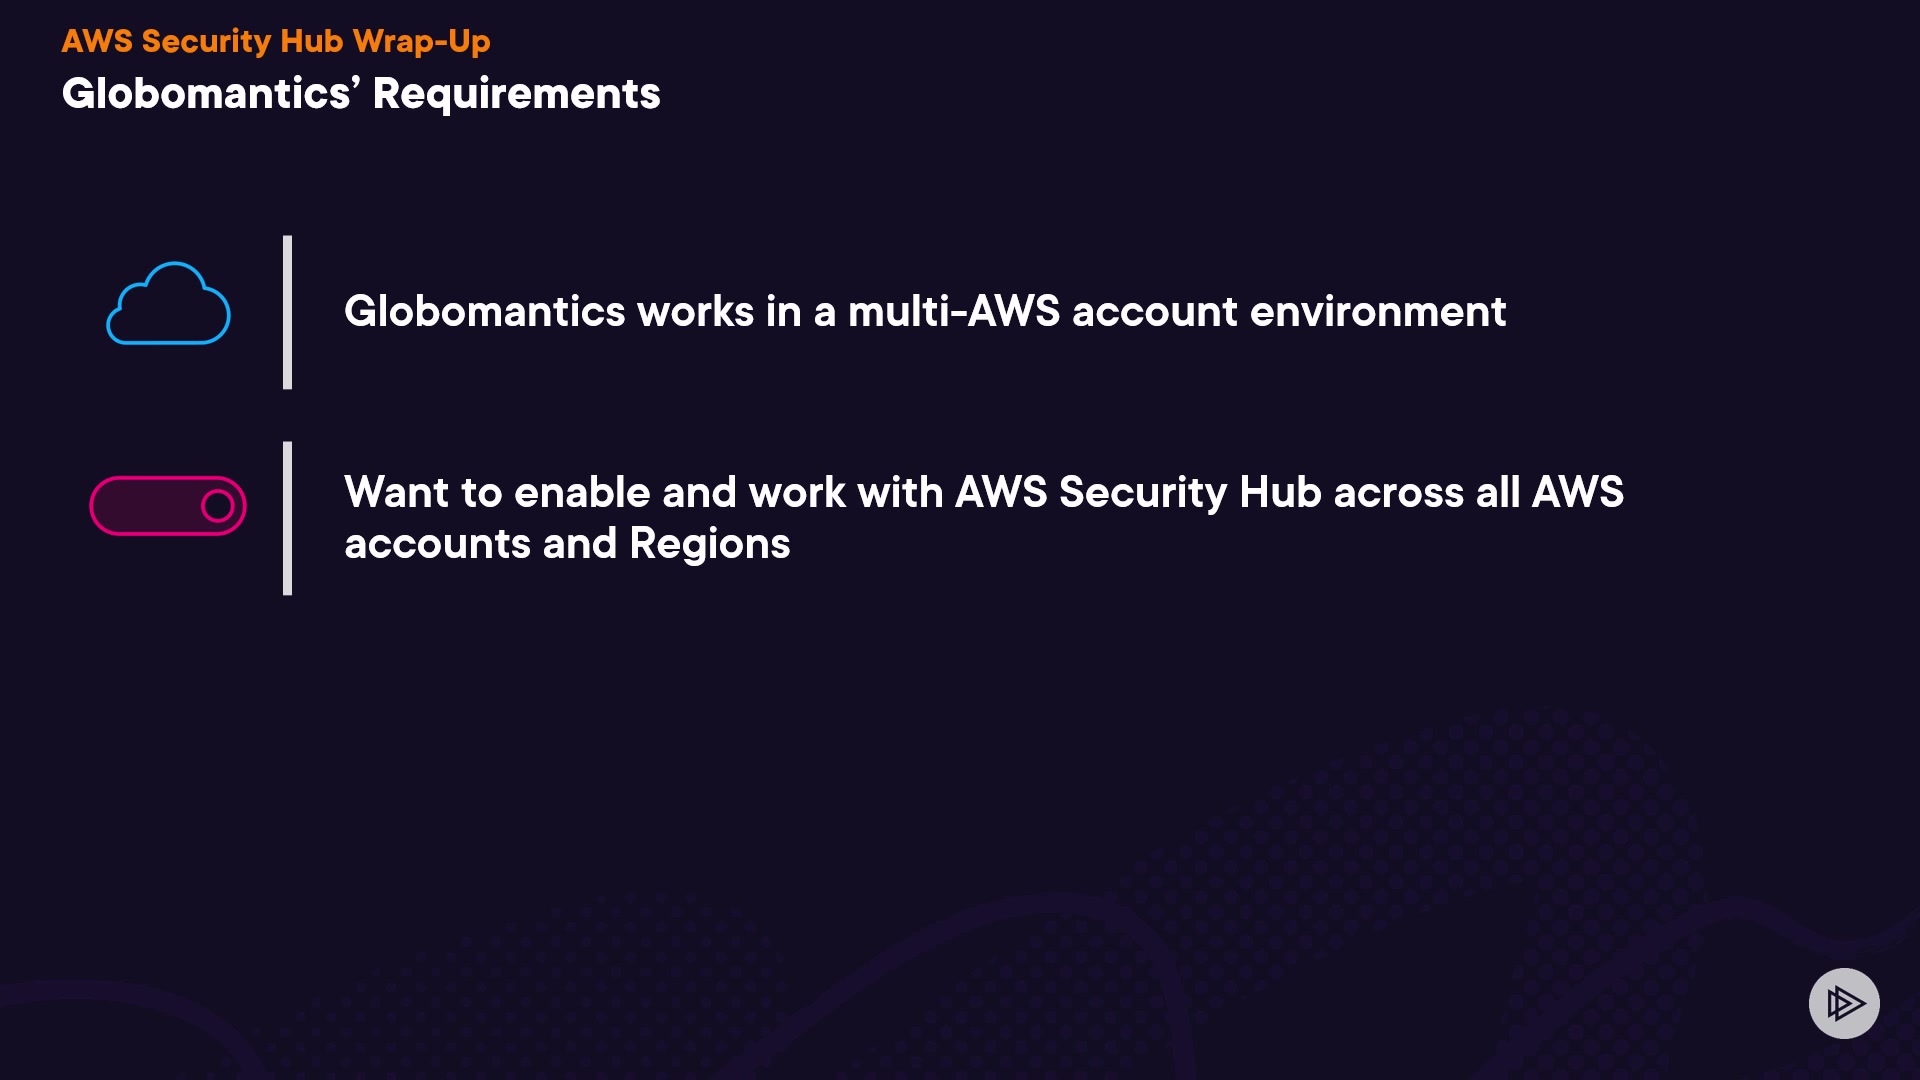 AWS Security Hub Wrap-Up
Globomantics’ Requirements
Globomantics works in a multi-AWS account environment
Want to enable and work with AWS Security Hub across all AWS
accounts and Regions